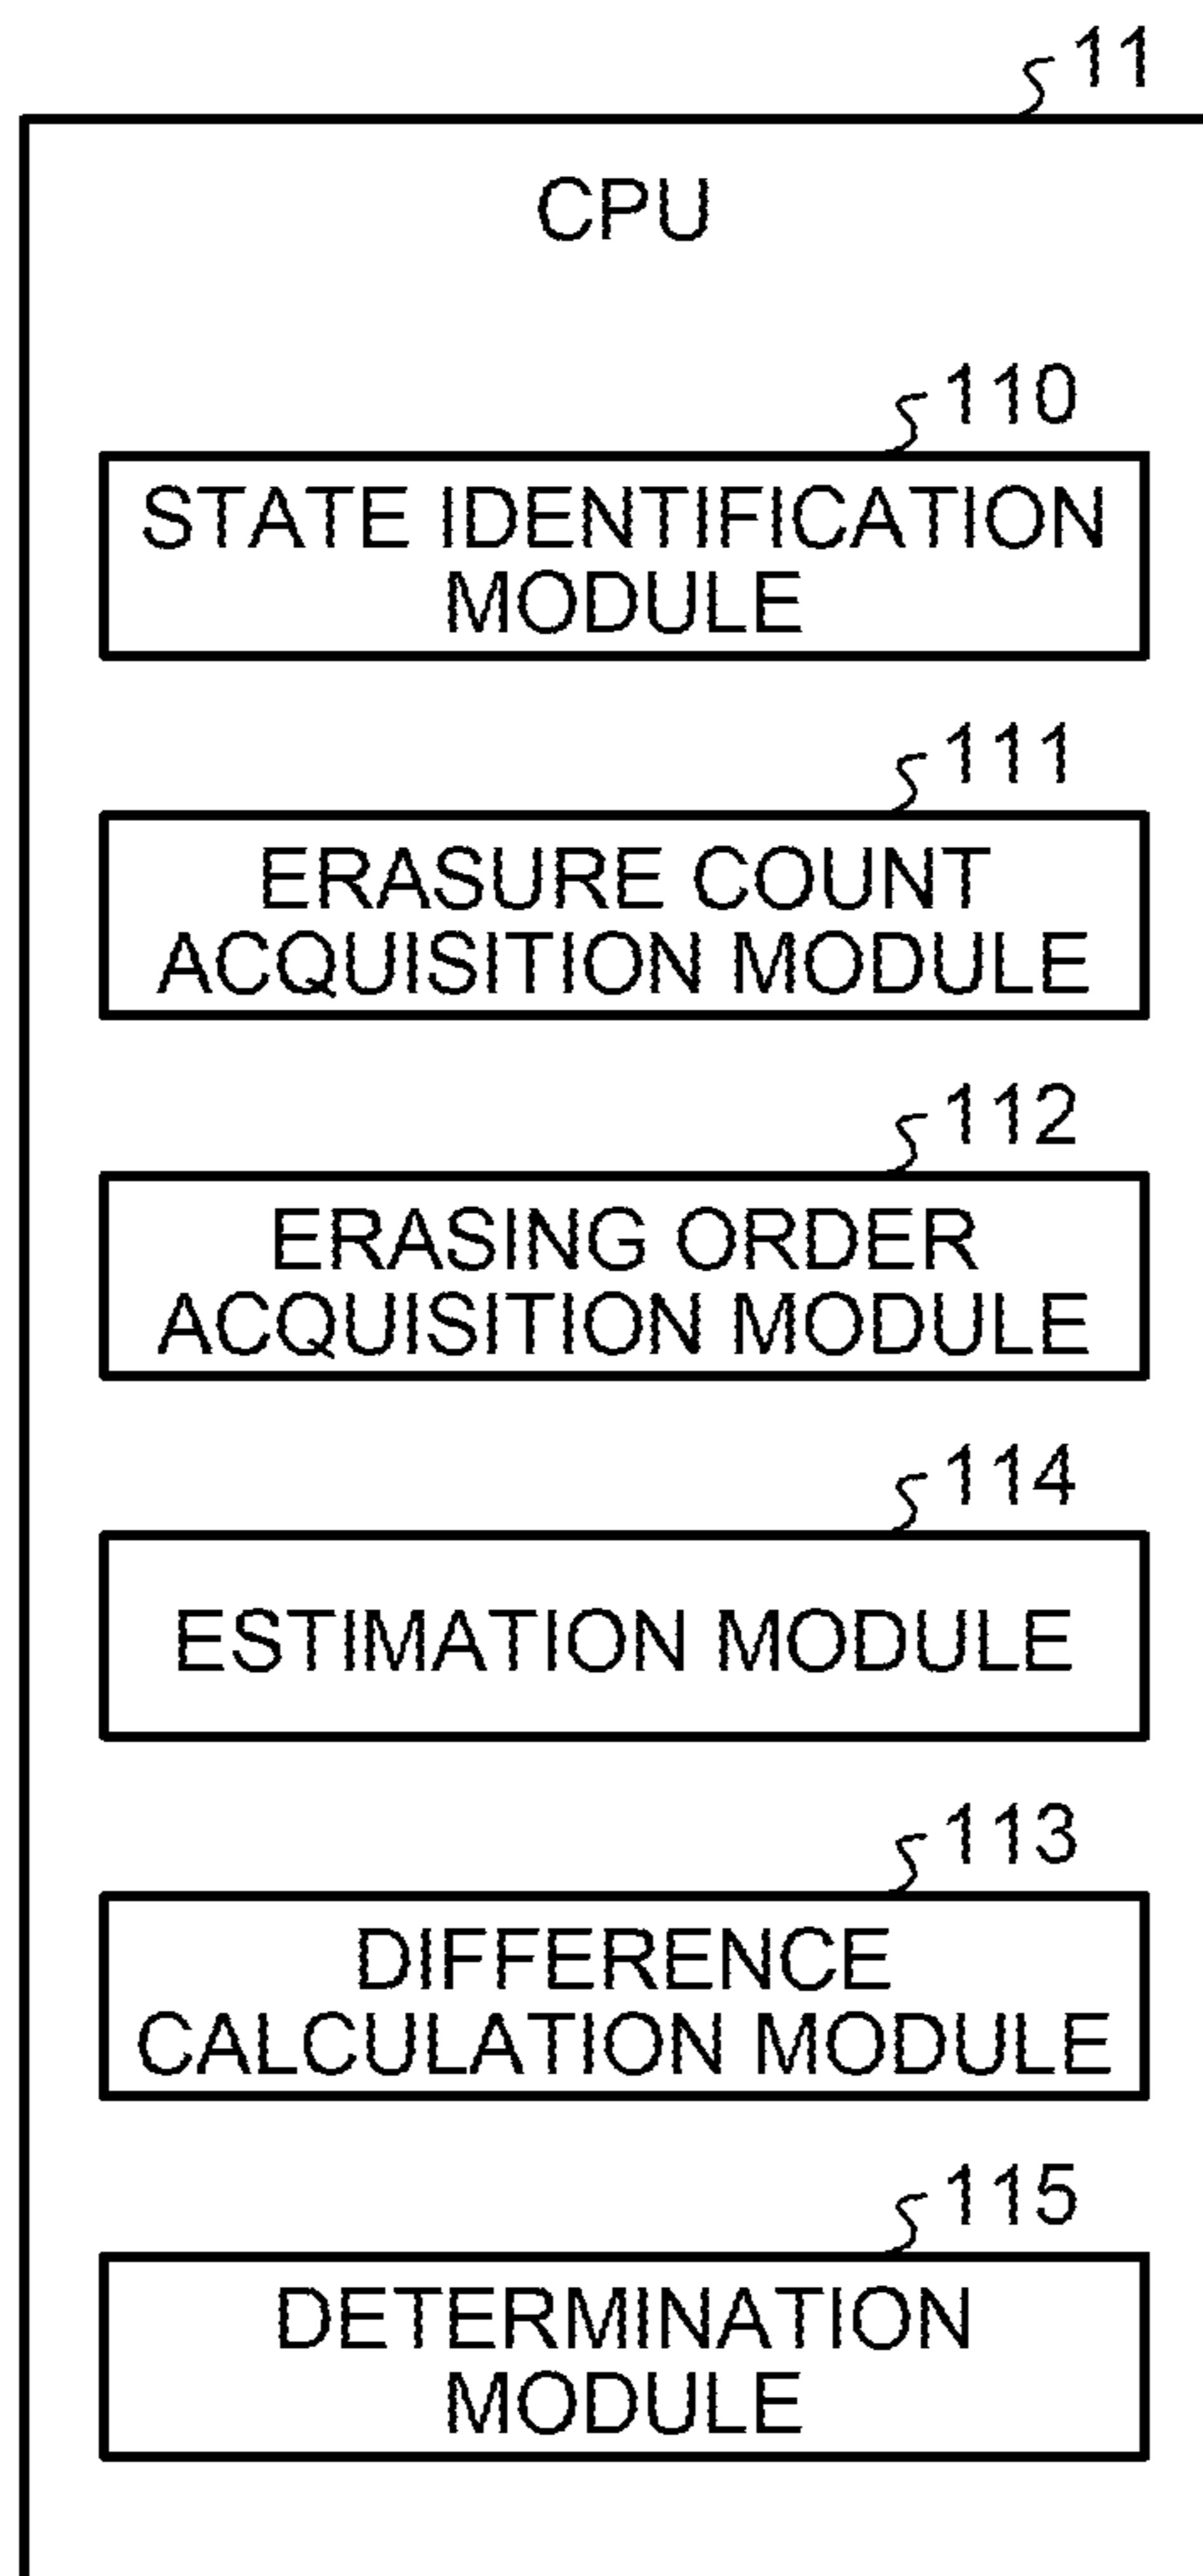 11
CPU
110
STATE IDENTIFICATION
MODULE
111
ERASURE COUNT
ACQUISITION MODULE
112
ERASING ORDER
ACQUISITION MODULE
114
ESTIMATION MODULE
113
DIFFERENCE
CALCULATION MODULE
115
DETERMINATION
MODULE